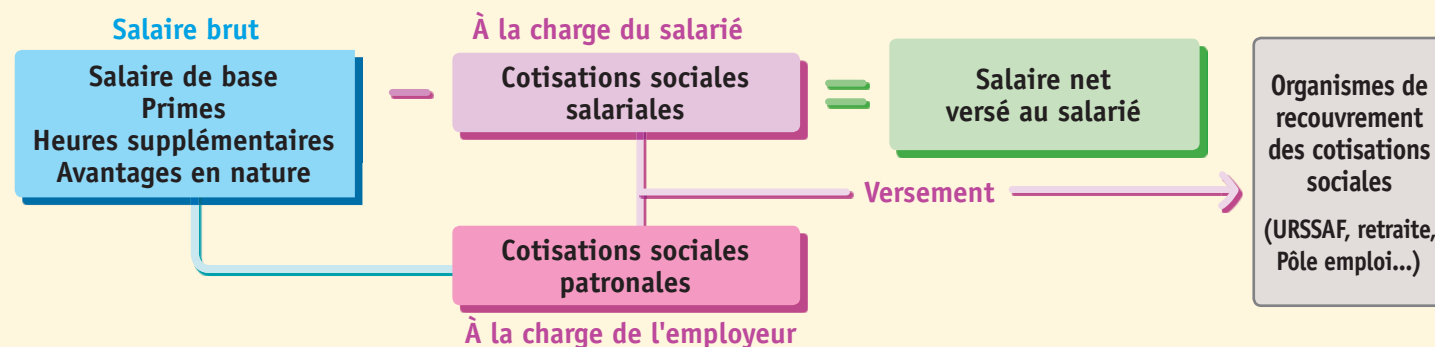 Salaire brut
Salaire de base
Primes
Heures supplémentaires
Avantages en nature
À la charge du salarié
Cotisations sociales
salariales
Salaire net
versé au salarié
Versement
Cotisations sociales
patronales
À la charge de l'employeur
Organismes de
recouvrement
des cotisations
sociales
(URSSAF, retraite,
Pôle emploi...)